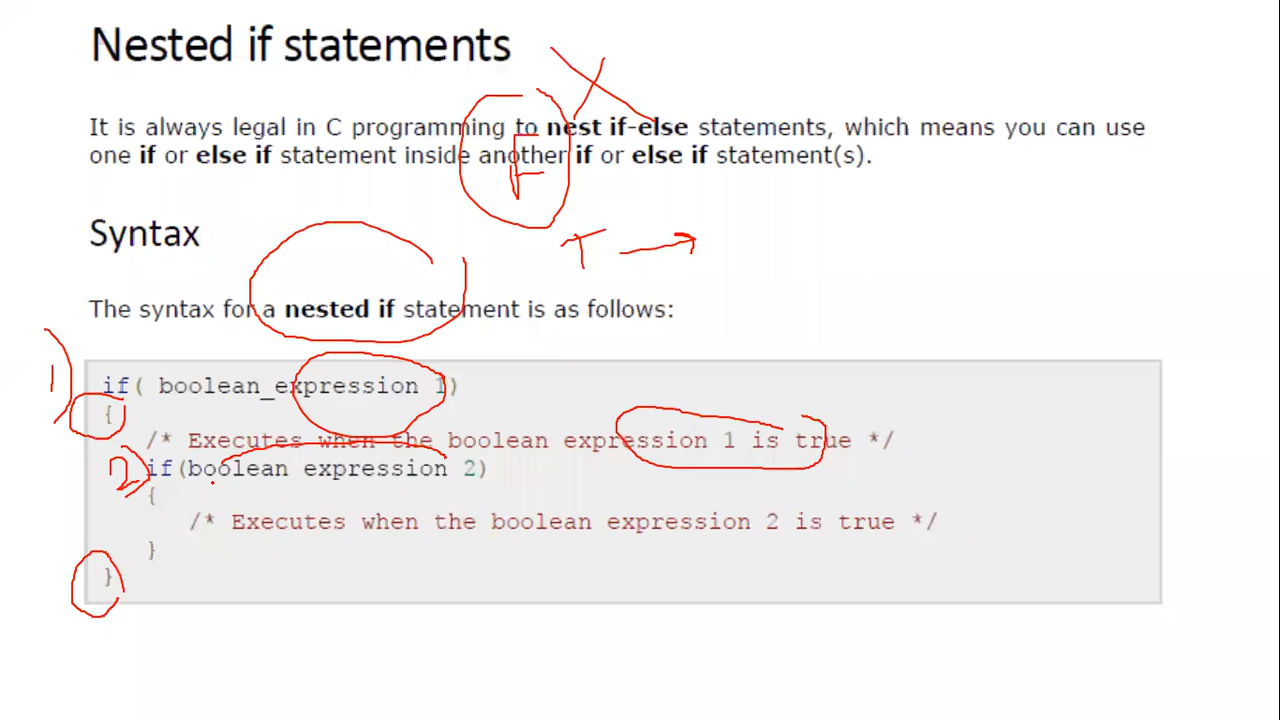 Nested if statements
It is always legal in C programming to nest if-else statements, which means you can use
one if or else if statement inside another if or else if statement(s).
F
Syntax
T →
The syntax for a nested if statement is as follows:
1) if( boolean_expression 1)
{
/* Executes when the boolean expression 1 is true */
2) if(boolean expression 2)
{
/* Executes when the boolean expression 2 is true */
}
}